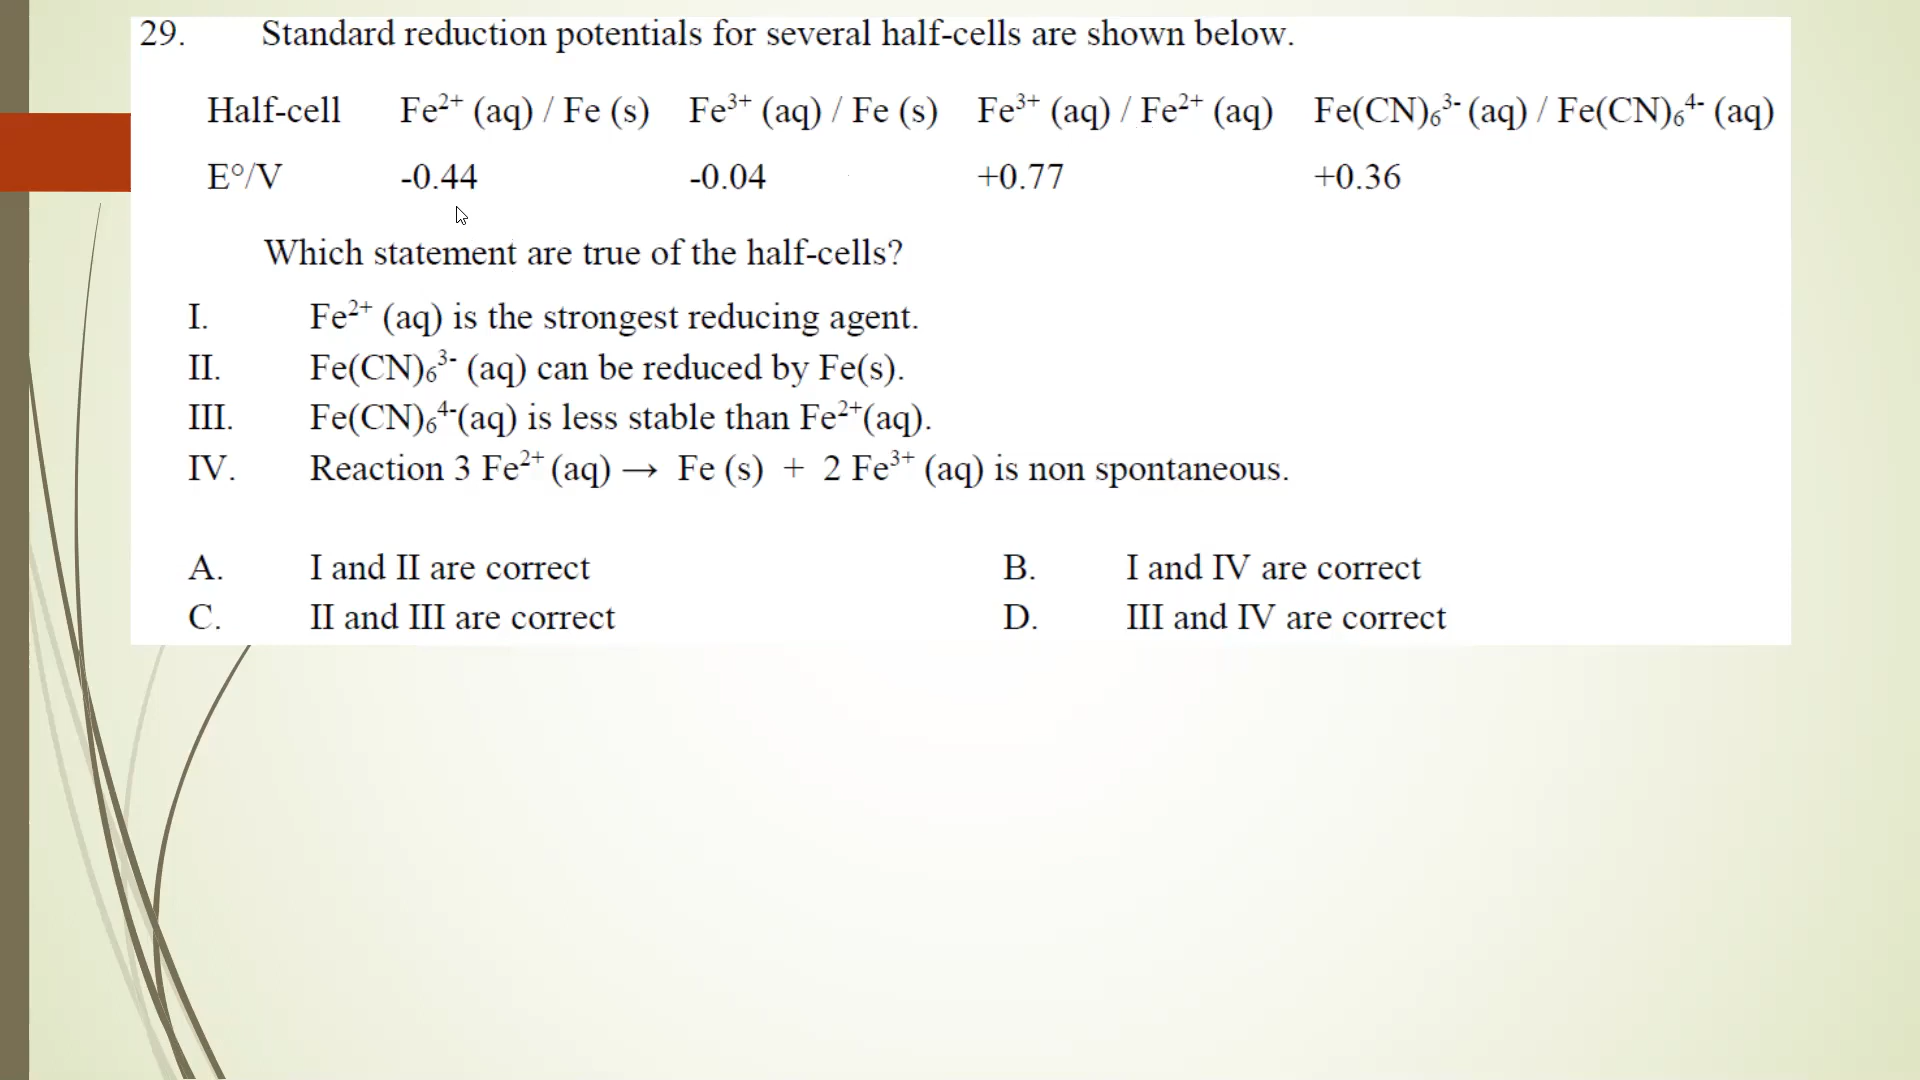 29. Standard reduction potentials for several half-cells are shown below.
Half-cell Fe²⁺ (aq) / Fe (s) Fe³⁺ (aq) / Fe (s) Fe³⁺ (aq) / Fe²⁺ (aq) Fe(CN)₆³⁻ (aq) / Fe(CN)₆⁴⁻ (aq)
E°/V -0.44 -0.04 +0.77 +0.36
Which statement are true of the half-cells?
I. Fe²⁺ (aq) is the strongest reducing agent.
II. Fe(CN)₆³⁻ (aq) can be reduced by Fe(s).
III. Fe(CN)₆⁴⁻(aq) is less stable than Fe²⁺(aq).
IV. Reaction 3 Fe²⁺ (aq) → Fe (s) + 2 Fe³⁺ (aq) is non spontaneous.
A. I and II are correct B. I and IV are correct
C. II and III are correct D. III and IV are correct